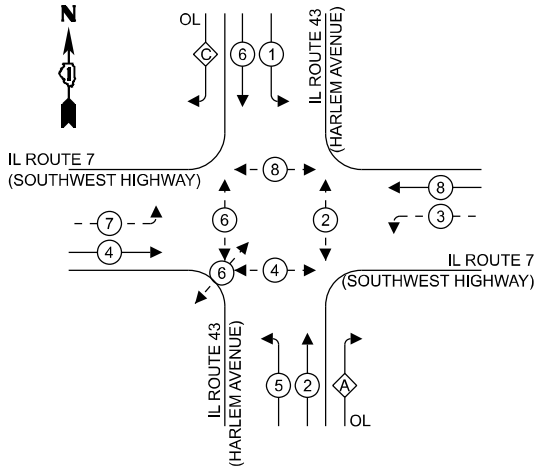 N
OL
C
6
1
IL ROUTE 43
(HARLEM AVENUE)
IL ROUTE 7
(SOUTHWEST HIGHWAY)
8
8
7
6
2
3
4
6
4
IL ROUTE 7
(SOUTHWEST HIGHWAY)
IL ROUTE 43
(HARLEM AVENUE)
5
2
A
OL